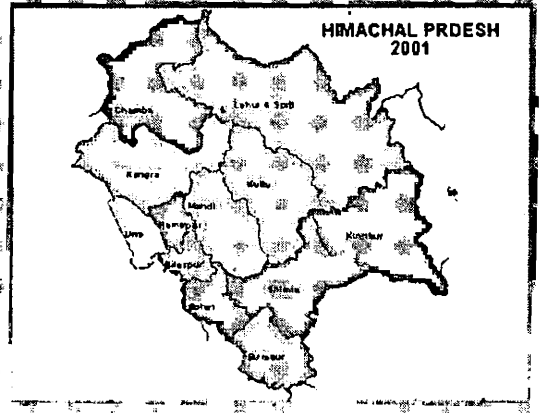 HIMACHAL PRDESH
2001
Chamba
Lahul & Spiti
Kangra
Kullu
Mandi
Hamirpur
Una
Kinnaur
Bilaspur
Shimla
Solan
Sirmaur